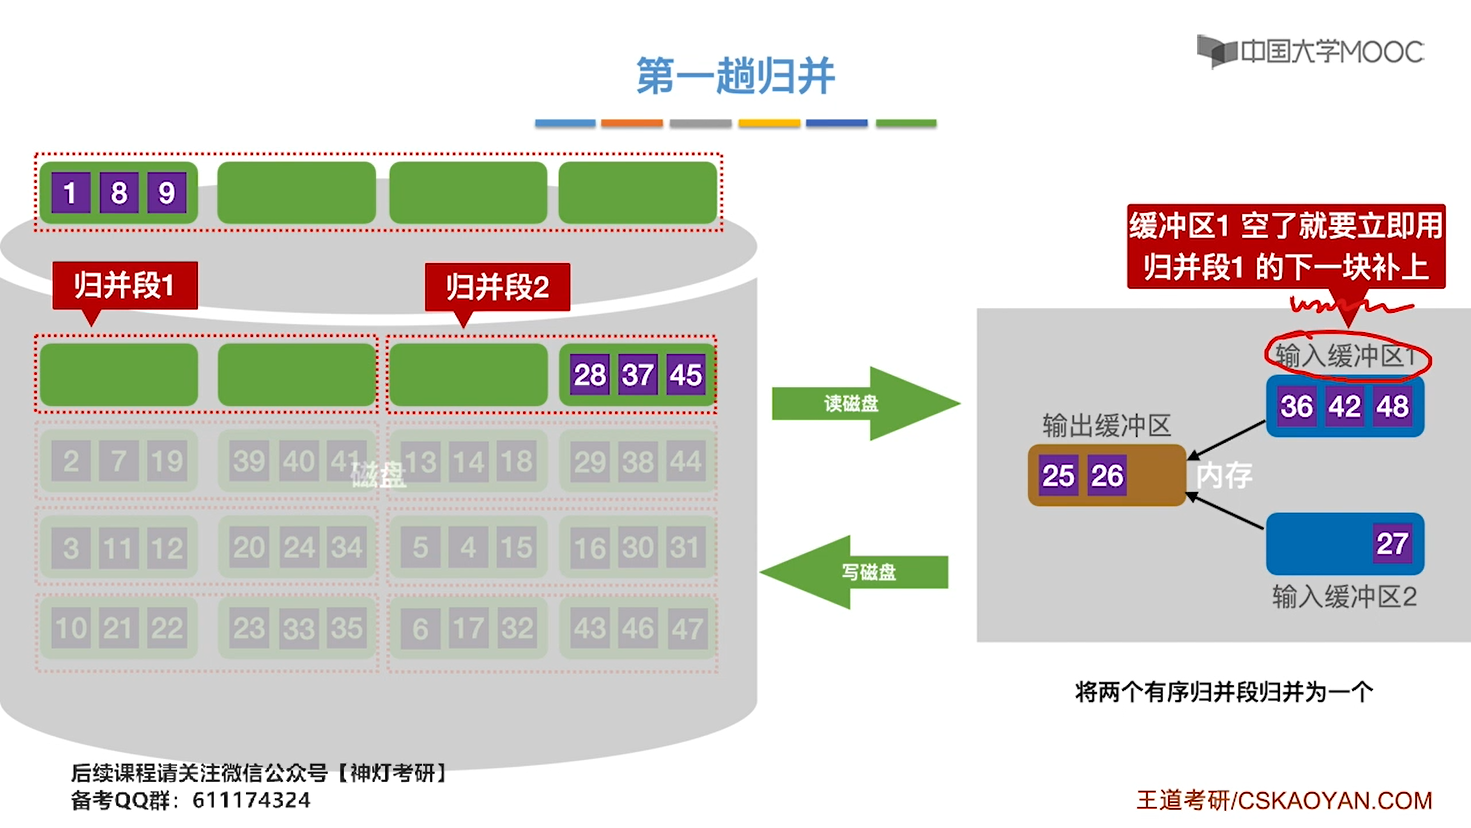 中国大学MOOC
第一趟归并
1 8 9
缓冲区1 空了就要立即用
归并段1 的下一块补上
归并段1
归并段2
28 37 45
2 7 19 39 40 41 13 14 18 29 38 44
磁盘
3 11 12 20 24 34 5 4 15 16 30 31
10 21 22 23 33 35 6 17 32 43 46 47
读磁盘
写磁盘
输入缓冲区1
36 42 48
输出缓冲区
25 26
内存
27
输入缓冲区2
将两个有序归并段归并为一个
后续课程请关注微信公众号【神灯考研】
备考QQ群：611174324
王道考研/CSKAOYAN.COM